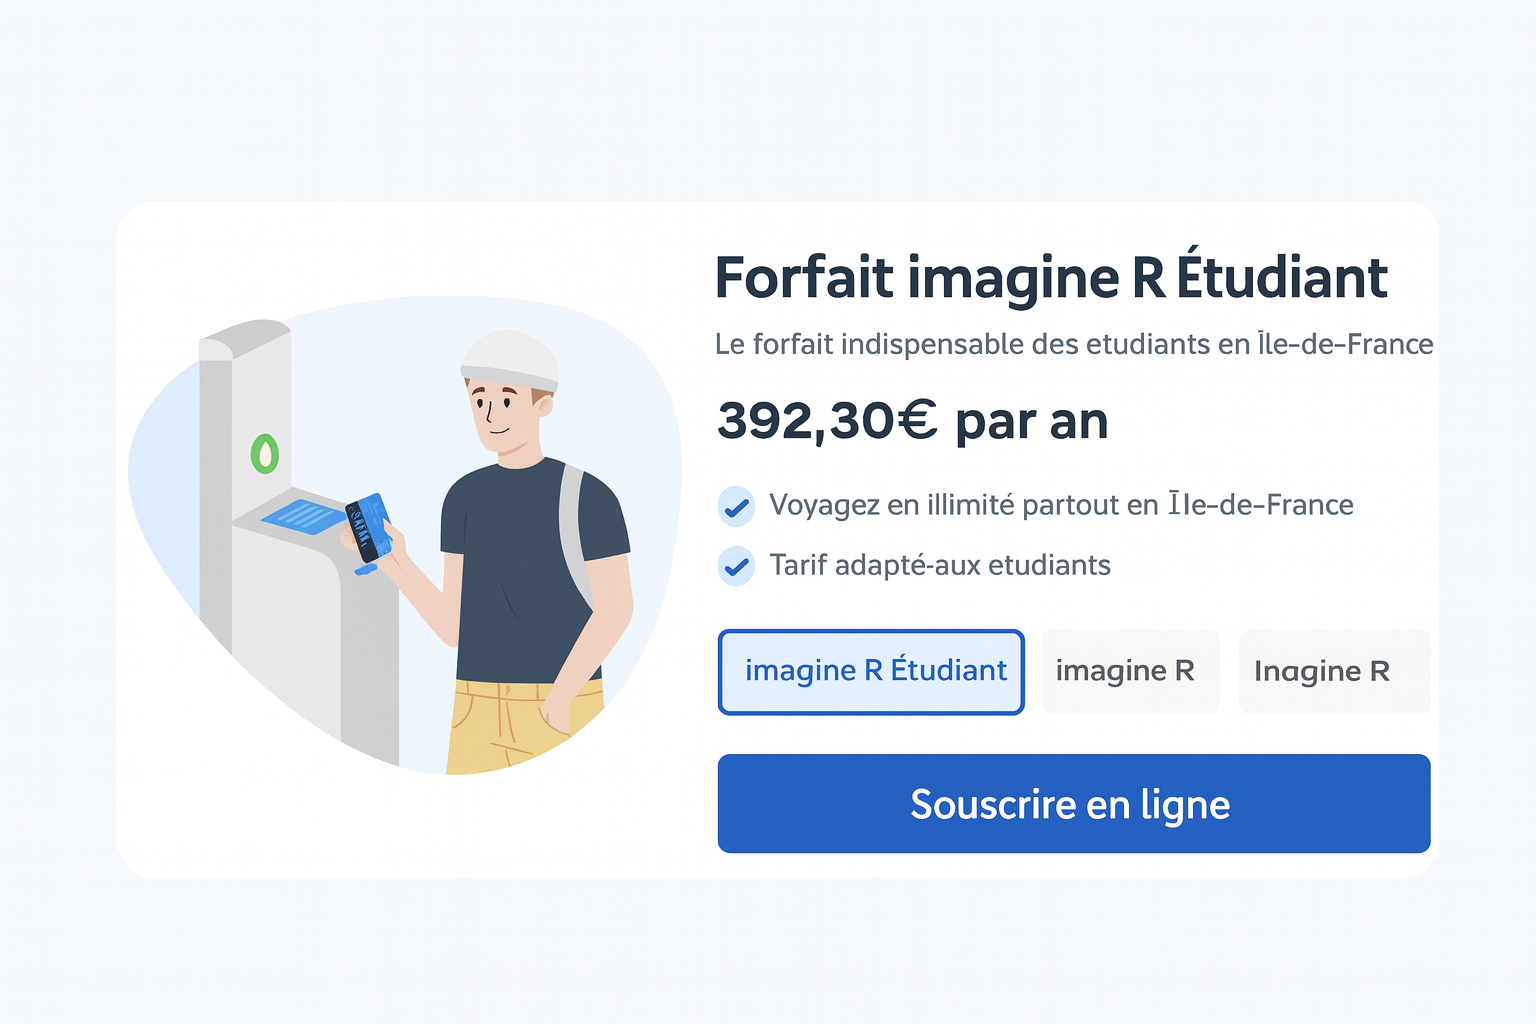 Forfait imagine R Étudiant
Le forfait indispensable des etudiants en Īle-de-France
392,30€ par an
Voyagez en illimité partout en Īle-de-France
Tarif adapté-aux etudiants
imagine R Étudiant
imagine R
Inagine R
Souscrire en ligne